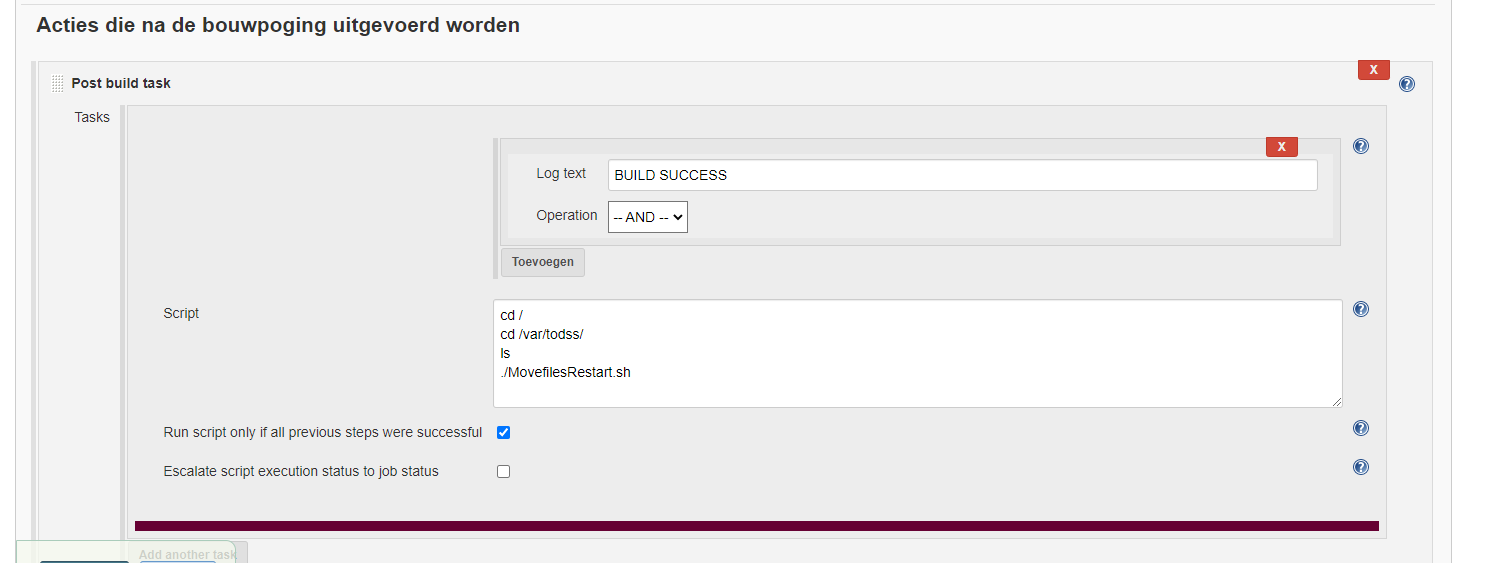 Acties die na de bouwpoging uitgevoerd worden
Post build task
X
?
Tasks
X
?
Log text
BUILD SUCCESS
Operation
-- AND --
Toevoegen
Script
cd /
cd /var/todss/
ls
./MovefilesRestart.sh
?
Run script only if all previous steps were successful
?
Escalate script execution status to job status
?
Add another task